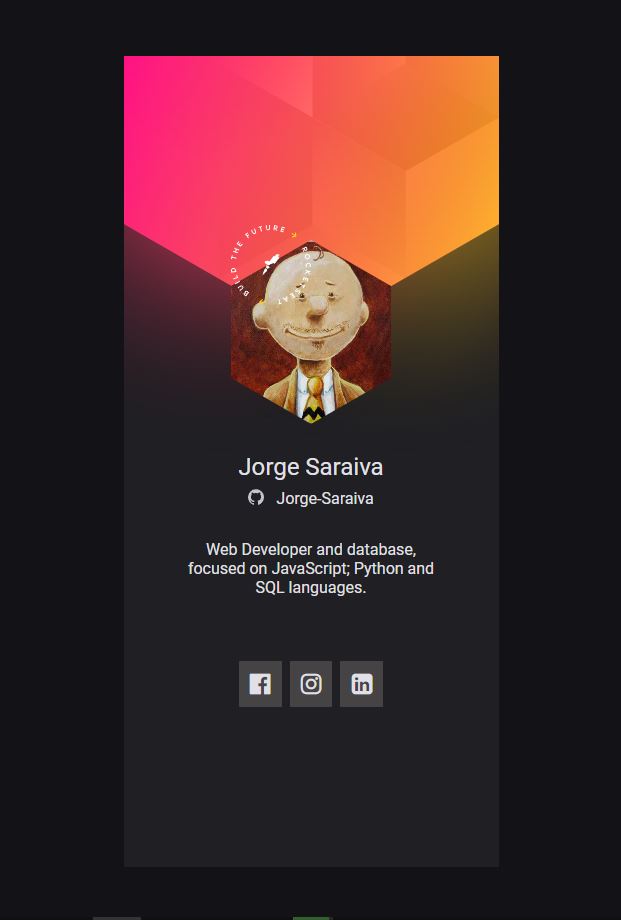 BUILD THE FUTURE → ROCKETSEAT →
Jorge Saraiva
Jorge-Saraiva
Web Developer and database,
focused on JavaScript; Python and
SQL languages.